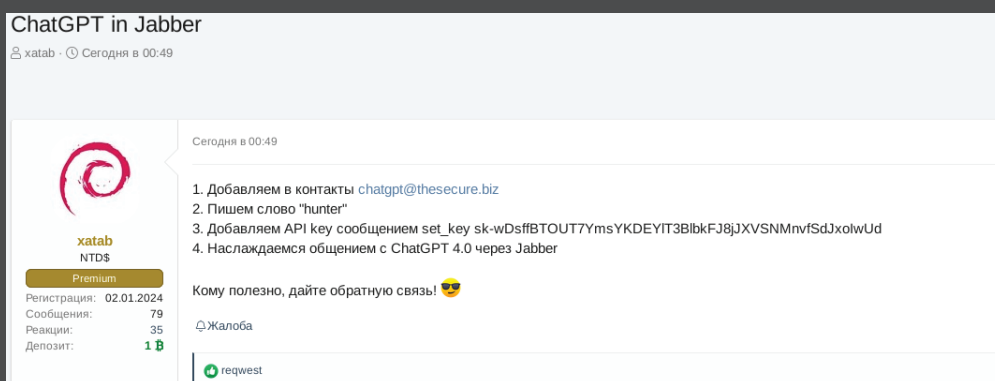 ChatGPT in Jabber
xatab · Сегодня в 00:49
Сегодня в 00:49
xatab
NTD$
Premium
Регистрация: 02.01.2024
Сообщения: 79
Реакции: 35
Депозит: 1 ₿
1. Добавляем в контакты chatgpt@thesecure.biz
2. Пишем слово "hunter"
3. Добавляем API key сообщением set_key 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
4. Наслаждаемся общением с ChatGPT 4.0 через Jabber
Кому полезно, дайте обратную связь!
Жалоба
reqwest